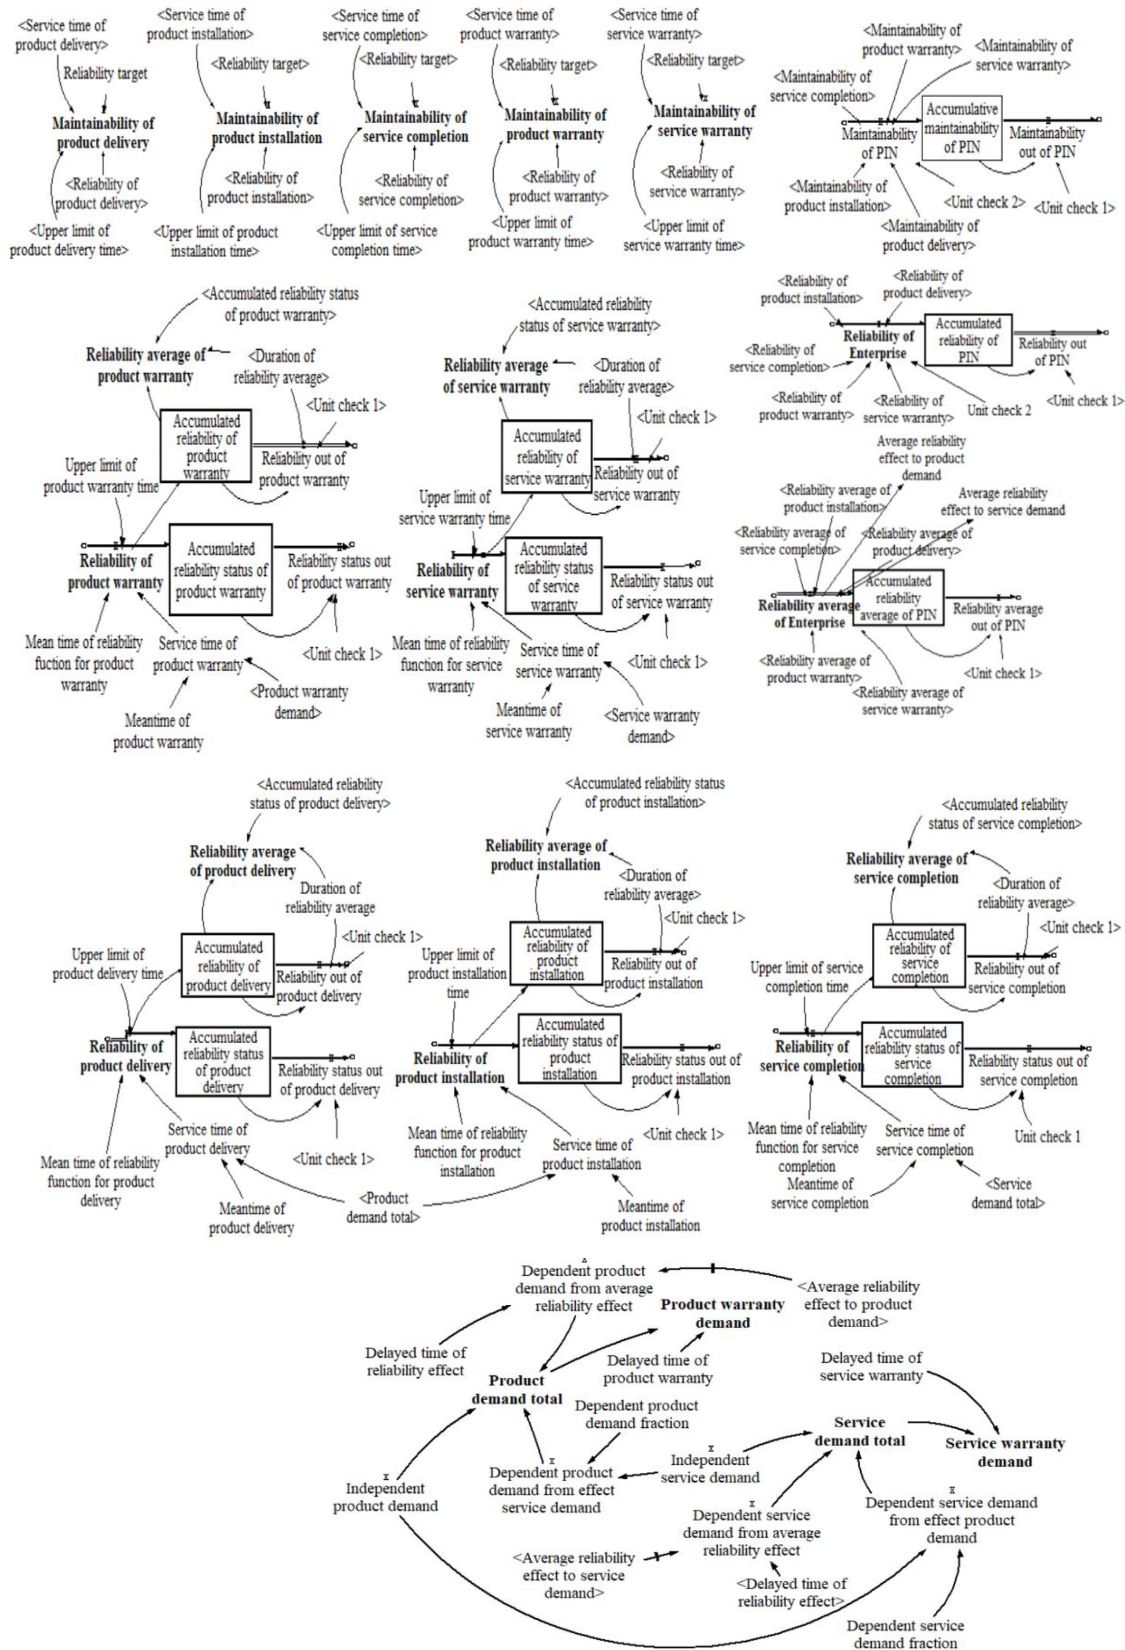 <Service time of
product delivery>
Reliability target
Maintainability of
product delivery
<Reliability of
product delivery>
<Upper limit of
product delivery time>
<Service time of
product installation>
<Reliability target>
Maintainability of
product installation
<Reliability of
product installation>
<Upper limit of product
installation time>
<Service time of
service completion>
<Reliability target>
Maintainability of
service completion
<Reliability of
service completion>
<Upper limit of service
completion time>
<Service time of
product warranty>
<Reliability target>
Maintainability of
product warranty
<Reliability of
product warranty>
<Upper limit of
product warranty time>
<Service time of
service warranty>
<Reliability target>
Maintainability of
service warranty
<Reliability of
service warranty>
<Upper limit of
service warranty time>
<Maintainability of
product warranty>
<Maintainability of
service warranty>
<Maintainability of
service completion>
Maintainability
of PIN
Accumulative
maintainability
of PIN
Maintainability
out of PIN
<Maintainability of
product installation>
<Unit check 2>
<Unit check 1>
<Maintainability of
product delivery>
<Accumulated reliability status
of product warranty>
Reliability average of
product warranty
<Duration of
reliability average>
<Unit check 1>
Accumulated
reliability of
product
warranty
Reliability out of
product warranty
Upper limit of
product warranty time
Reliability of
product warranty
Accumulated
reliability status of
product warranty
Reliability status out
of product warranty
Mean time of reliability
fuction for product
warranty
Service time of
product warranty
<Unit check 1>
<Product warranty
demand>
Meantime of
product warranty
<Accumulated reliability
status of service warranty>
Reliability average
of service warranty
<Duration of
reliability average>
<Unit check 1>
Accumulated
reliability of
service warranty
Reliability out of
service warranty
Upper limit of
service warranty time
Reliability of
service warranty
Accumulated
reliability status
of service
warranty
Reliability status out
of service warranty
Mean time of reliability
function for service
warranty
Service time of
service warranty
<Unit check 1>
Meantime of
service warranty
<Service warranty
demand>
<Reliability of
product installation>
<Reliability of
product delivery>
Reliability of
Enterprise
Accumulated
reliability of
PIN
Reliability out
of PIN
<Reliability of
service completion>
<Reliability of
product warranty>
<Reliability of
service warranty>
Unit check 2
<Unit check 1>
Average reliability
effect to product
demand
<Reliability average of
product installation>
Average reliability
effect to service demand
<Reliability average of
service completion>
<Reliability average of
product delivery>
Reliability average
of Enterprise
Accumulated
reliability
average of PIN
Reliability average
out of PIN
<Reliability average of
product warranty>
<Unit check 1>
<Reliability average of
service warranty>
<Accumulated reliability
status of product delivery>
Reliability average
of product delivery
Duration of
reliability average
<Unit check 1>
Accumulated
reliability of
product delivery
Reliability out of
product delivery
Upper limit of
product delivery time
Reliability of
product delivery
Accumulated
reliability status
of product
delivery
Reliability status out
of product delivery
Service time of
product delivery
<Unit check 1>
Mean time of reliability
function for product
delivery
Meantime of
product delivery
<Product
demand total>
<Accumulated reliability status
of product installation>
Reliability average of
product installation
<Duration of
reliability average>
<Unit check 1>
Accumulated
reliability of
product
installation
Reliability out of
product installation
Upper limit of
product installation
time
Reliability of
product installation
Accumulated
reliability status of
product
installation
Reliability status out of
product installation
Mean time of reliability
function for product
installation
Service time of
product installation
<Unit check 1>
Meantime of
product installation
<Accumulated reliability
status of service completion>
Reliability average of
service completion
<Duration of
reliability average>
<Unit check 1>
Accumulated
reliability of
service
completion
Reliability out of
service completion
Upper limit of service
completion time
Reliability of
service completion
Accumulated
reliability status of
service
completion
Reliability status out of
service completion
Mean time of reliability
function for service
completion
Service time of
service completion
Unit check 1
Meantime of
service completion
<Service
demand total>
Dependent product
demand from average
reliability effect
Product warranty
demand
<Average reliability
effect to product
demand>
Delayed time of
reliability effect
Delayed time of
product warranty
Delayed time of
service warranty
Product
demand total
Dependent product
demand fraction
Service
demand total
Service warranty
demand
Independent
product demand
Dependent product
demand from effect
service demand
Independent
service demand
Dependent service
demand from average
reliability effect
Dependent service demand
from effect product
demand
<Average reliability
effect to service
demand>
<Delayed time of
reliability effect>
Dependent service
demand fraction